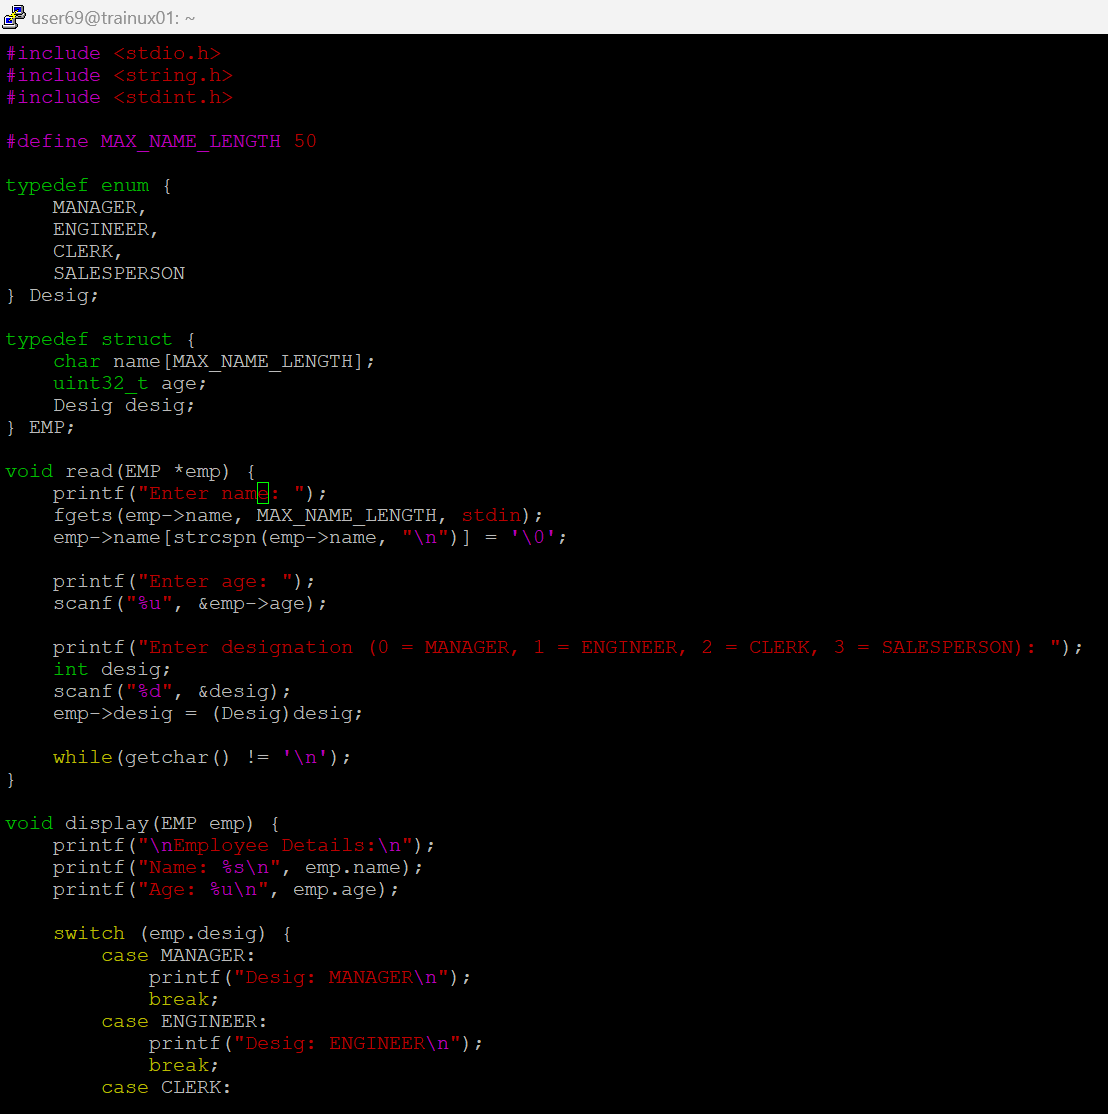 user69@trainux01: ~
#include <stdio.h>
#include <string.h>
#include <stdint.h>

#define MAX_NAME_LENGTH 50

typedef enum {
    MANAGER,
    ENGINEER,
    CLERK,
    SALESPERSON
} Desig;

typedef struct {
    char name[MAX_NAME_LENGTH];
    uint32_t age;
    Desig desig;
} EMP;

void read(EMP *emp) {
    printf("Enter name: ");
    fgets(emp->name, MAX_NAME_LENGTH, stdin);
    emp->name[strcspn(emp->name, "\n")] = '\0';

    printf("Enter age: ");
    scanf("%u", &emp->age);

    printf("Enter designation (0 = MANAGER, 1 = ENGINEER, 2 = CLERK, 3 = SALESPERSON): ");
    int desig;
    scanf("%d", &desig);
    emp->desig = (Desig)desig;

    while(getchar() != '\n');
}

void display(EMP emp) {
    printf("\nEmployee Details:\n");
    printf("Name: %s\n", emp.name);
    printf("Age: %u\n", emp.age);

    switch (emp.desig) {
        case MANAGER:
            printf("Desig: MANAGER\n");
            break;
        case ENGINEER:
            printf("Desig: ENGINEER\n");
            break;
        case CLERK: